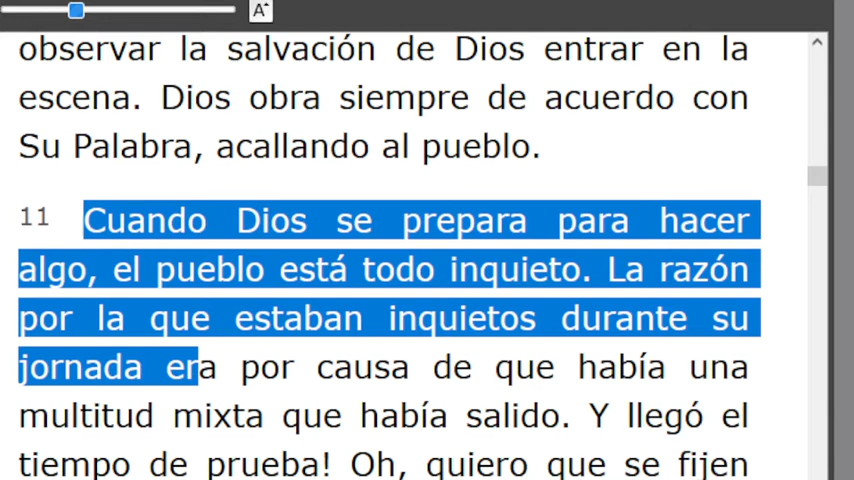 A
observar la salvación de Dios entrar en la
escena. Dios obra siempre de acuerdo con
Su Palabra, acallando al pueblo.
11 Cuando Dios se prepara para hacer
algo, el pueblo está todo inquieto. La razón
por la que estaban inquietos durante su
jornada era por causa de que había una
multitud mixta que había salido. Y llegó el
tiempo de prueba! Oh, quiero que se fijen